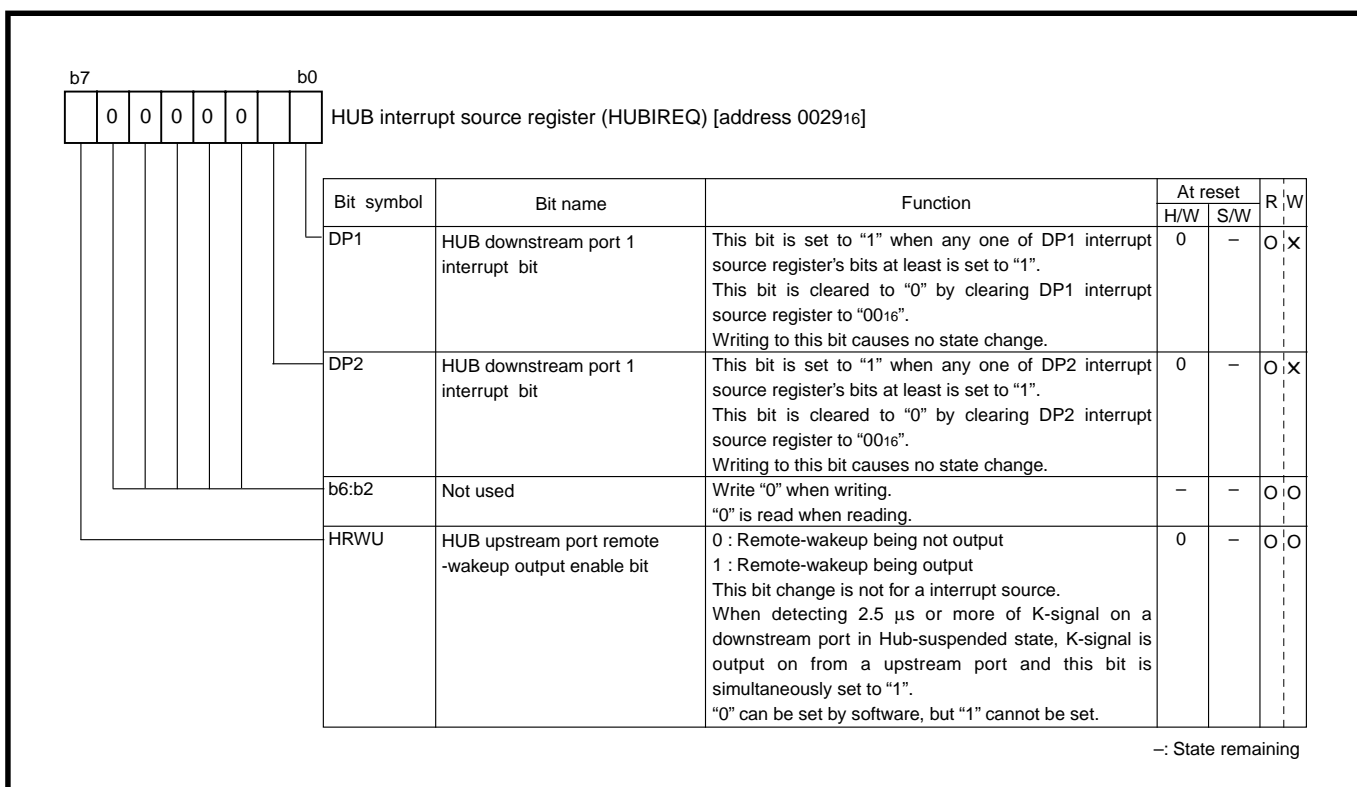 b7 b0
0 0 0 0 0
HUB interrupt source register (HUBIREQ) [address 002916]
Bit symbol Bit name Function At reset R W
H/W S/W
DP1 HUB downstream port 1 This bit is set to “1” when any one of DP1 interrupt 0 – O ×
interrupt bit source register's bits at least is set to “1”.
This bit is cleared to “0” by clearing DP1 interrupt
source register to “0016”.
Writing to this bit causes no state change.
DP2 HUB downstream port 1 This bit is set to “1” when any one of DP2 interrupt 0 – O ×
interrupt bit source register's bits at least is set to “1”.
This bit is cleared to “0” by clearing DP2 interrupt
source register to “0016”.
Writing to this bit causes no state change.
b6:b2 Not used Write “0” when writing. – – O O
“0” is read when reading.
HRWU HUB upstream port remote 0 : Remote-wakeup being not output 0 – O O
-wakeup output enable bit 1 : Remote-wakeup being output
This bit change is not for a interrupt source.
When detecting 2.5 μs or more of K-signal on a
downstream port in Hub-suspended state, K-signal is
output on from a upstream port and this bit is
simultaneously set to “1”.
“0” can be set by software, but “1” cannot be set.
–: State remaining